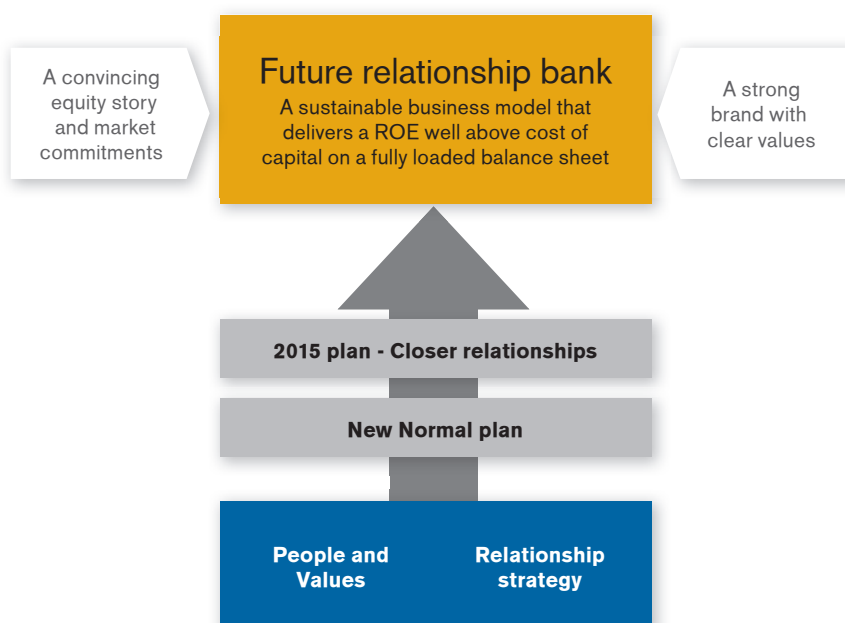 A convincing
equity story
and market
commitments
Future relationship bank
A sustainable business model that
delivers a ROE well above cost of
capital on a fully loaded balance sheet
A strong
brand with
clear values
2015 plan - Closer relationships
New Normal plan
People and
Values
Relationship
strategy